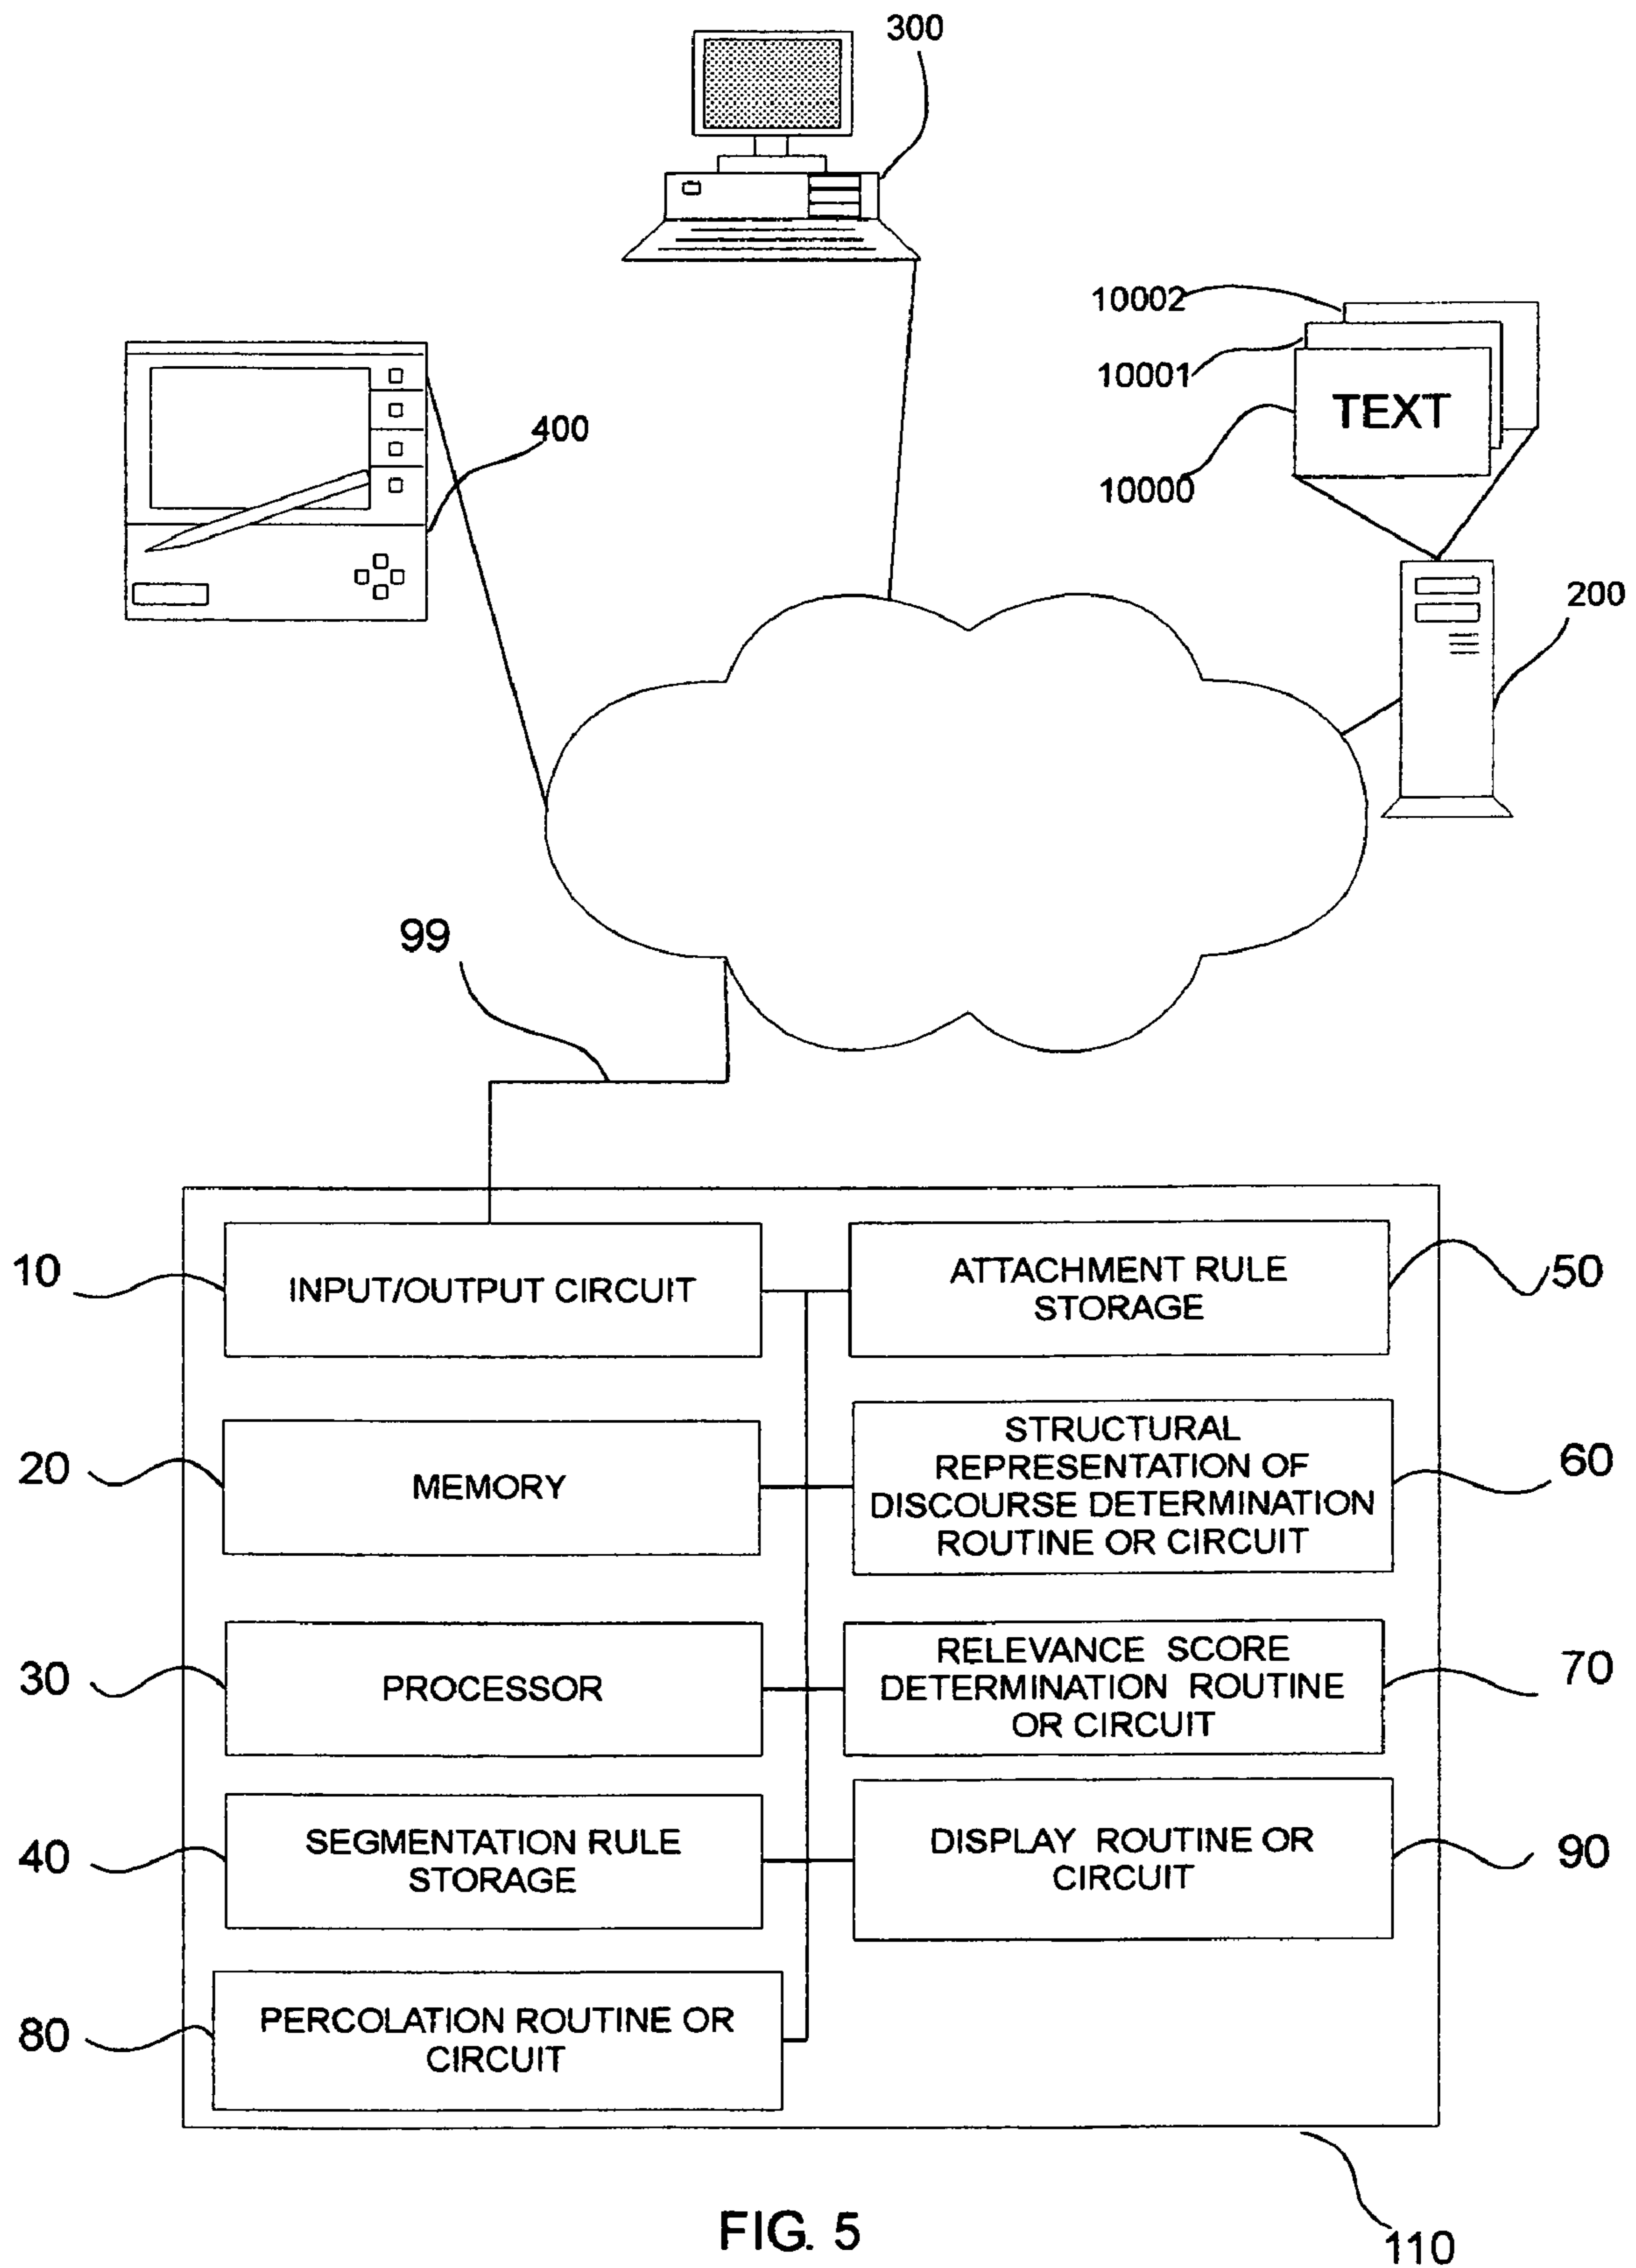 300
10002
10001
TEXT
10000
400
200
99
10
INPUT/OUTPUT CIRCUIT
ATTACHMENT RULE
STORAGE
50
20
MEMORY
STRUCTURAL
REPRESENTATION OF
DISCOURSE DETERMINATION
ROUTINE OR CIRCUIT
60
30
PROCESSOR
RELEVANCE SCORE
DETERMINATION ROUTINE
OR CIRCUIT
70
40
SEGMENTATION RULE
STORAGE
DISPLAY ROUTINE OR
CIRCUIT
90
80
PERCOLATION ROUTINE OR
CIRCUIT
110
FIG. 5